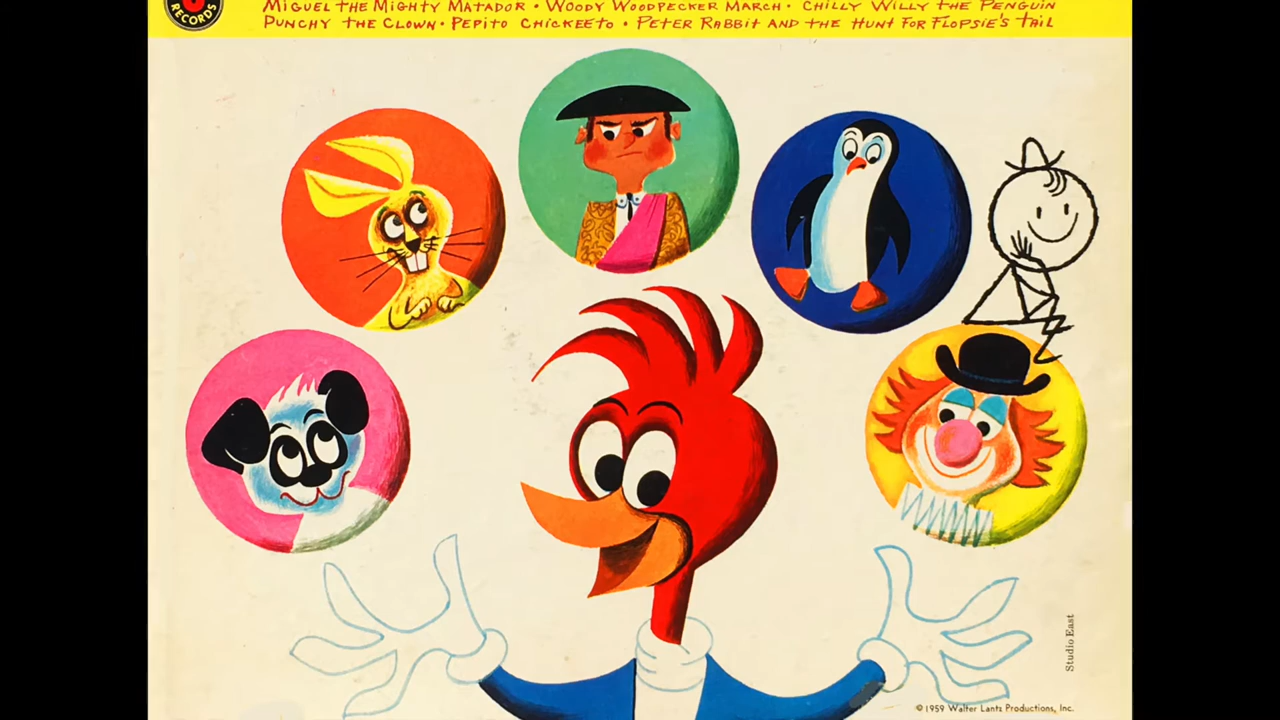 RECORDS
MIGUEL THE MIGHTY MATADOR • WOODY WOODPECKER MARCH • CHILLY WILLY THE PENGUIN
PUNCHY THE CLOWN • PEPITO CHICKEETO • PETER RABBIT AND THE HUNT FOR FLOPSIE'S TAIL
Studio East
© 1959 Walter Lantz Productions, Inc.